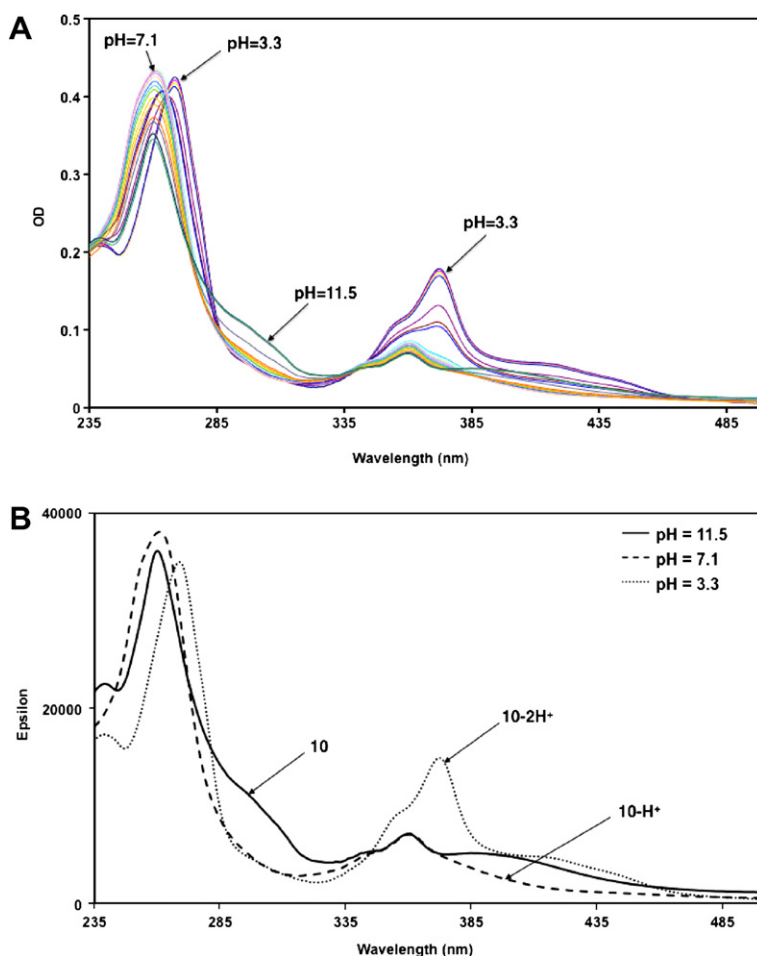 A
0.5
pH=7.1
pH=3.3
0.4
0.3
OD
pH=3.3
0.2
pH=11.5
0.1
0
235
285
335
385
435
485
Wavelength (nm)
B
40000
pH = 11.5
pH = 7.1
pH = 3.3
Epsilon
20000
10
10-2H⁺
10-H⁺
0
235
285
335
385
435
485
Wavelength (nm)